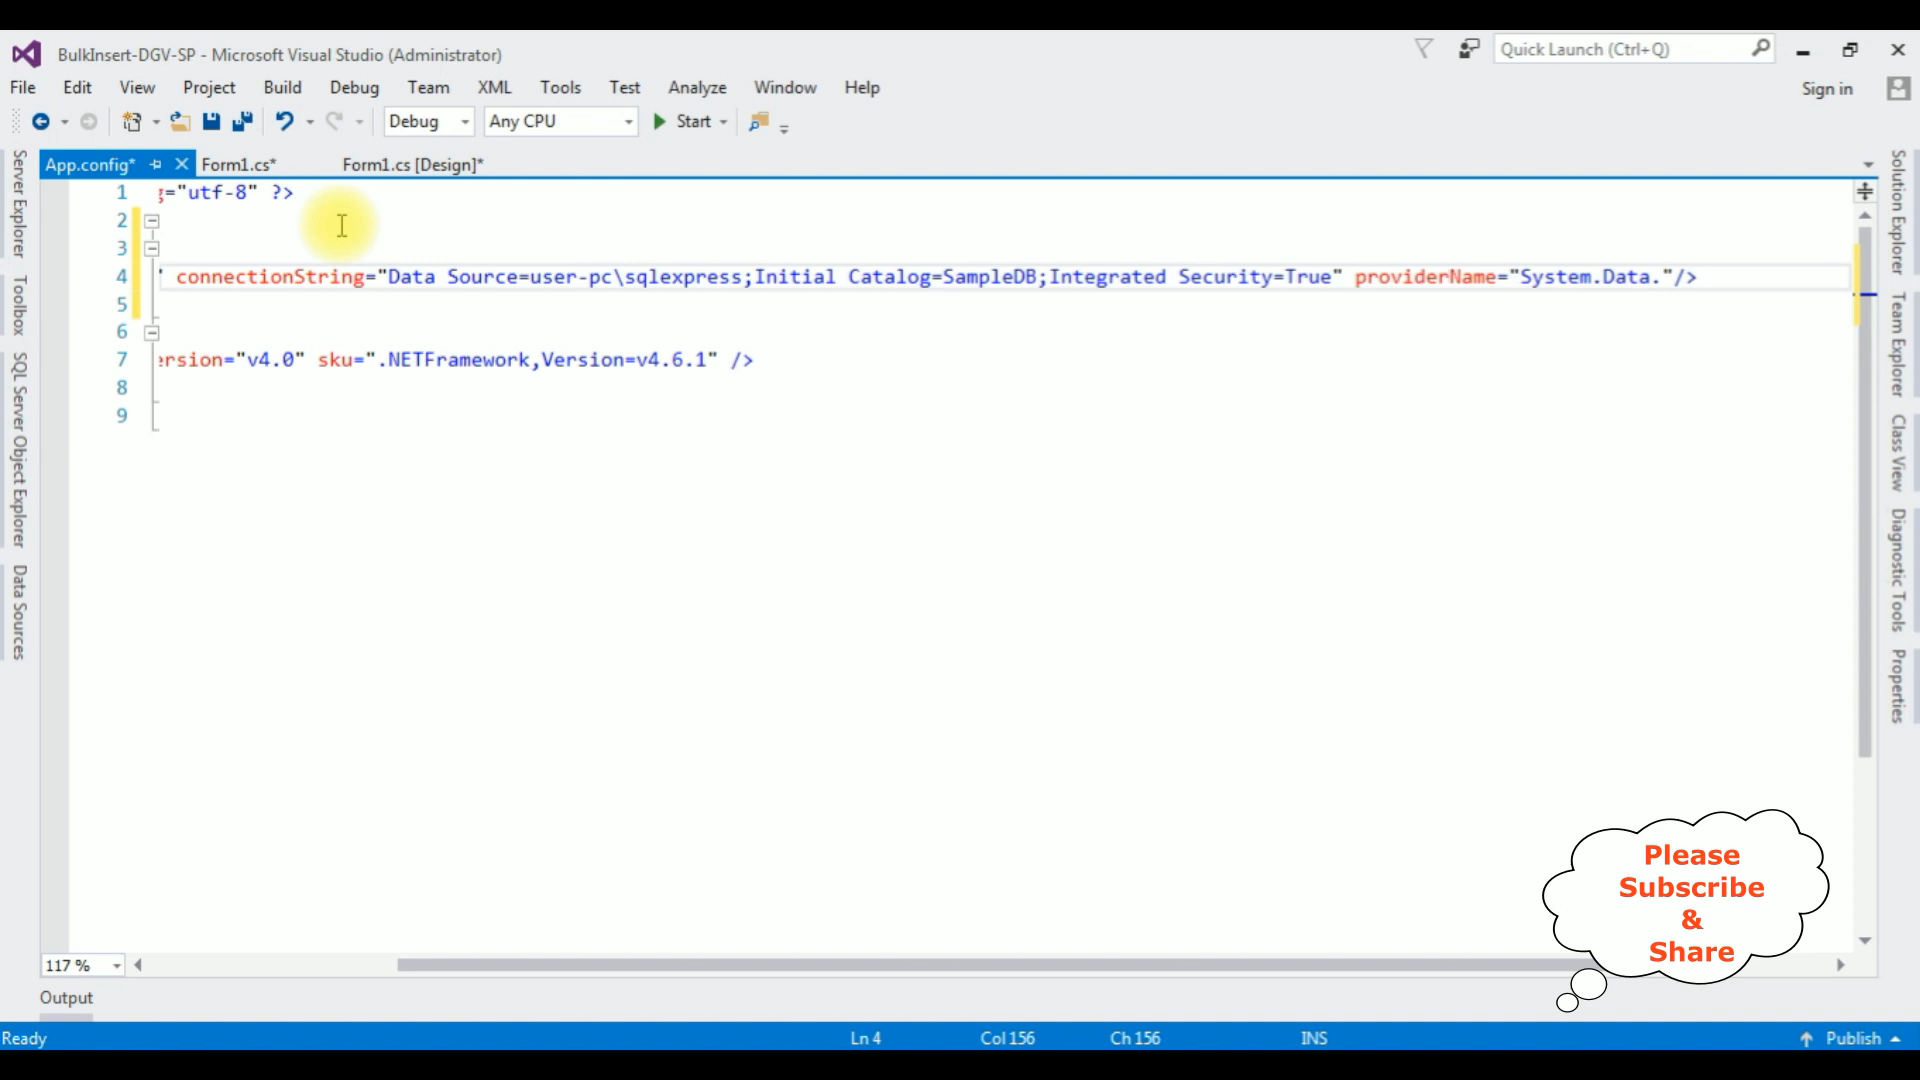 BulkInsert-DGV-SP - Microsoft Visual Studio (Administrator)
Quick Launch (Ctrl+Q)
File Edit View Project Build Debug Team XML Tools Test Analyze Window Help
Sign in
Debug Any CPU Start
App.config* Form1.cs* Form1.cs [Design]*
1 g="utf-8" ?>
2
3
4 " connectionString="Data Source=user-pc\sqlexpress;Initial Catalog=SampleDB;Integrated Security=True" providerName="System.Data."/>
5
6
7 ersion="v4.0" sku=".NETFramework,Version=v4.6.1" />
8
9
Server Explorer
Toolbox
SQL Server Object Explorer
Data Sources
Solution Explorer
Team Explorer
Class View
Diagnostic Tools
Properties
Please
Subscribe
&
Share
117 %
Output
Ready Ln 4 Col 156 Ch 156 INS Publish